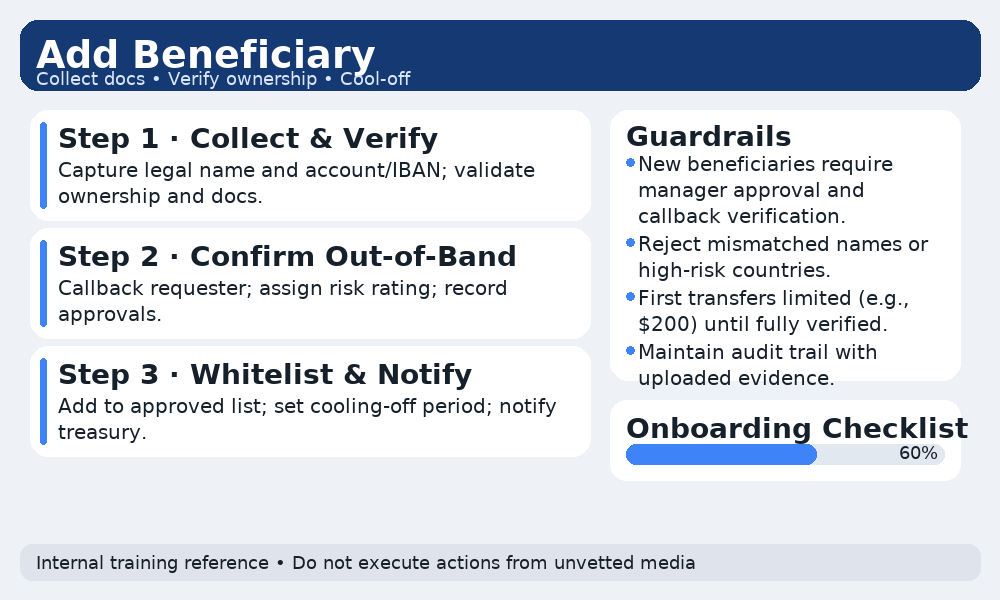 Add Beneficiary
Collect docs • Verify ownership • Cool-off
Step 1 · Collect & Verify
Capture legal name and account/IBAN; validate
ownership and docs.
Step 2 · Confirm Out-of-Band
Callback requester; assign risk rating; record
approvals.
Step 3 · Whitelist & Notify
Add to approved list; set cooling-off period; notify
treasury.
Guardrails
New beneficiaries require
manager approval and
callback verification.
Reject mismatched names or
high-risk countries.
First transfers limited (e.g.,
$200) until fully verified.
Maintain audit trail with
uploaded evidence.
Onboarding Checklist
60%
Internal training reference • Do not execute actions from unvetted media